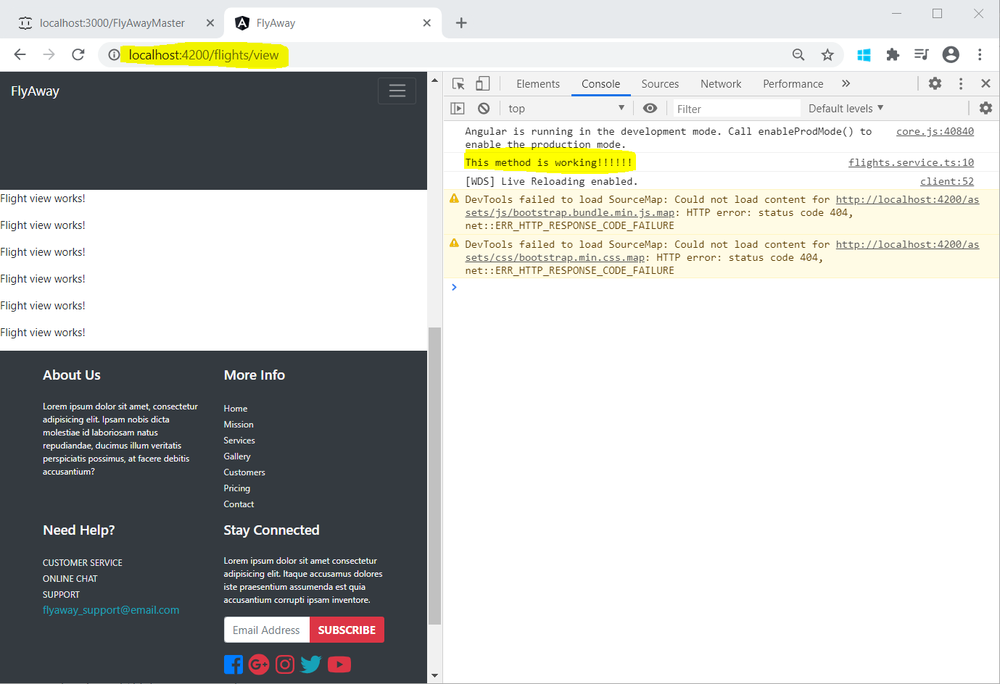 localhost:3000/FlyAwayMaster
FlyAway
localhost:4200/flights/view
FlyAway
Flight view works!
Flight view works!
Flight view works!
Flight view works!
Flight view works!
Flight view works!
About Us
Lorem ipsum dolor sit amet, consectetur
adipisicing elit. Ipsam nobis dicta
molestiae id laboriosam natus
repudiandae, ducimus illum veritatis
perspiciatis possimus, at facere debitis
accusantium?
More Info
Home
Mission
Services
Gallery
Customers
Pricing
Contact
Need Help?
CUSTOMER SERVICE
ONLINE CHAT
SUPPORT
flyaway_support@email.com
Stay Connected
Lorem ipsum dolor sit amet consectetur
adipisicing elit. Itaque accusamus dolores
iste praesentium assumenda est quia
accusantium corrupti ipsam inventore.
Email Address SUBSCRIBE
Elements Console Sources Network Performance
top Filter Default levels
Angular is running in the development mode. Call enableProdMode() to core.js:40840
enable the production mode.
This method is working!!!!!! flights.service.ts:10
[WDS] Live Reloading enabled. client:52
DevTools failed to load SourceMap: Could not load content for http://localhost:4200/as
sets/js/bootstrap.bundle.min.js.map: HTTP error: status code 404,
net::ERR_HTTP_RESPONSE_CODE_FAILURE
DevTools failed to load SourceMap: Could not load content for http://localhost:4200/as
sets/css/bootstrap.min.css.map: HTTP error: status code 404,
net::ERR_HTTP_RESPONSE_CODE_FAILURE